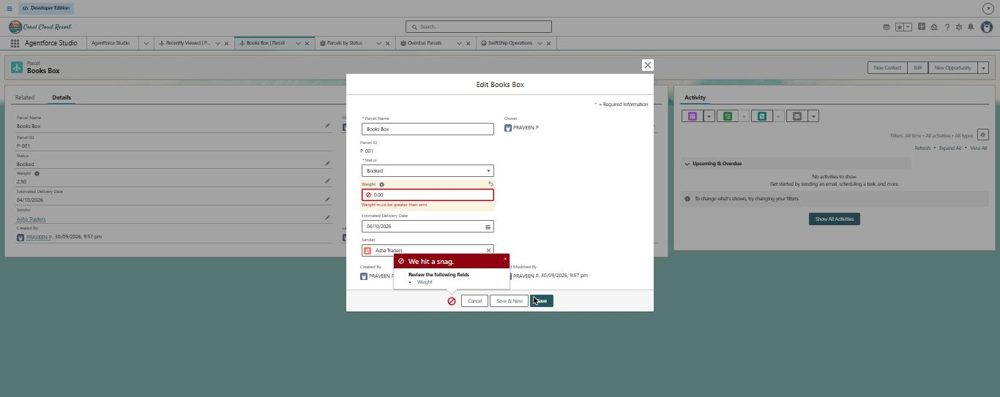 Developer Edition
Coral Cloud Resort
Search...
Agentforce Studio
Agentforce Studio
Recently Viewed | P...
Books Box | Parcel
Parcels by Status
Overdue Parcels
SwiftShip Operations
Parcel
Books Box
New Contact
Edit
New Opportunity
Related
Details
Parcel Name
Books Box
Parcel ID
P-001
Status
Booked
Weight
2.50
Estimated Delivery Date
04/10/2026
Sender
Asha Traders
Created By
PRAVEEN P, 30/09/2026, 9:57 pm
Edit Books Box
* = Required Information
*Parcel Name
Books Box
Owner
PRAVEEN P
Parcel ID
P-001
*Status
Booked
Weight
0.00
Weight must be greater than zero.
Estimated Delivery Date
04/10/2026
Sender
Asha Traders
Created By
PRAVEEN P
Modified By
PRAVEEN P, 30/09/2026, 9:57 pm
We hit a snag.
Review the following fields
• Weight
Cancel
Save & New
Save
Activity
Filters: All time • All activities • All types
Refresh • Expand All • View All
Upcoming & Overdue
No activities to show.
Get started by sending an email, scheduling a task, and more.
To change what's shown, try changing your filters.
Show All Activities